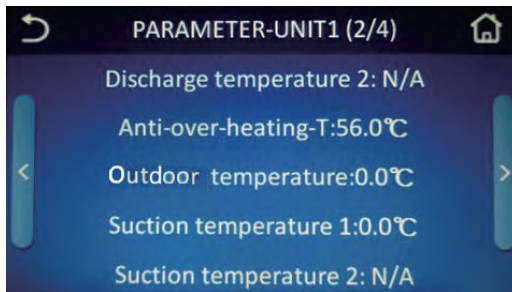 PARAMETER-UNIT1 (2/4)
Discharge temperature 2: N/A
Anti-over-heating-T:56.0℃
Outdoor temperature:0.0℃
< >
Suction temperature 1:0.0℃
Suction temperature 2: N/A